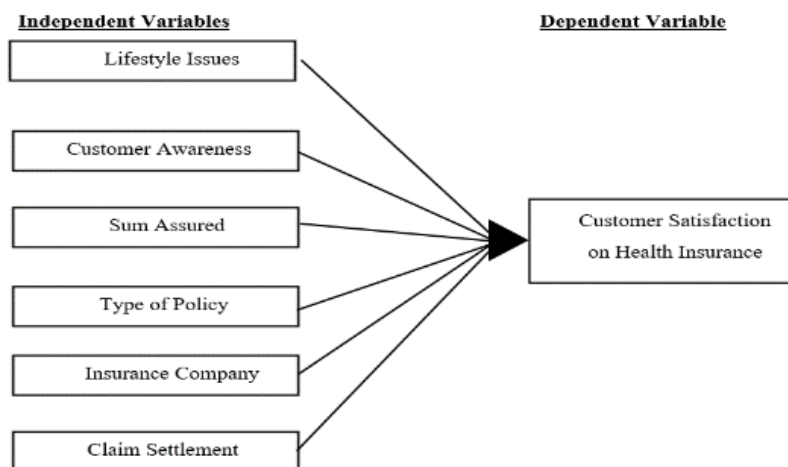 Independent Variables
Dependent Variable
Lifestyle Issues
Customer Awareness
Sum Assured
Type of Policy
Insurance Company
Claim Settlement
Customer Satisfaction
on Health Insurance